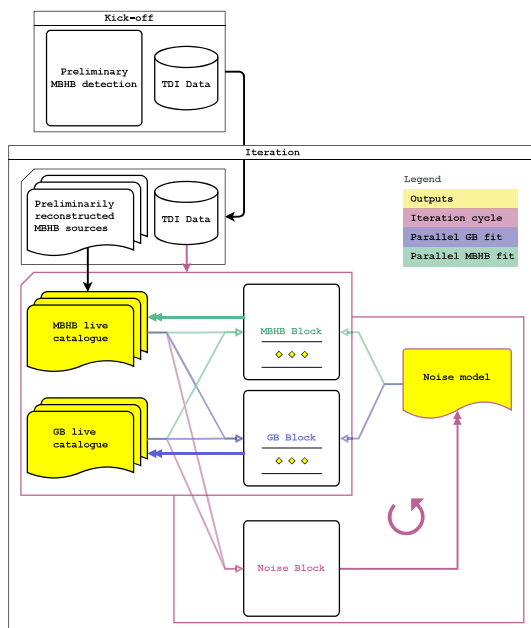 Kick-off
Preliminary
MBHB detection
TDI Data
Iteration
Preliminarily
reconstructed
MBHB sources
TDI Data
Legend
Outputs
Iteration cycle
Parallel GB fit
Parallel MBHB fit
MBHB live
catalogue
MBHB Block
Noise model
GB live
catalogue
GB Block
Noise Block